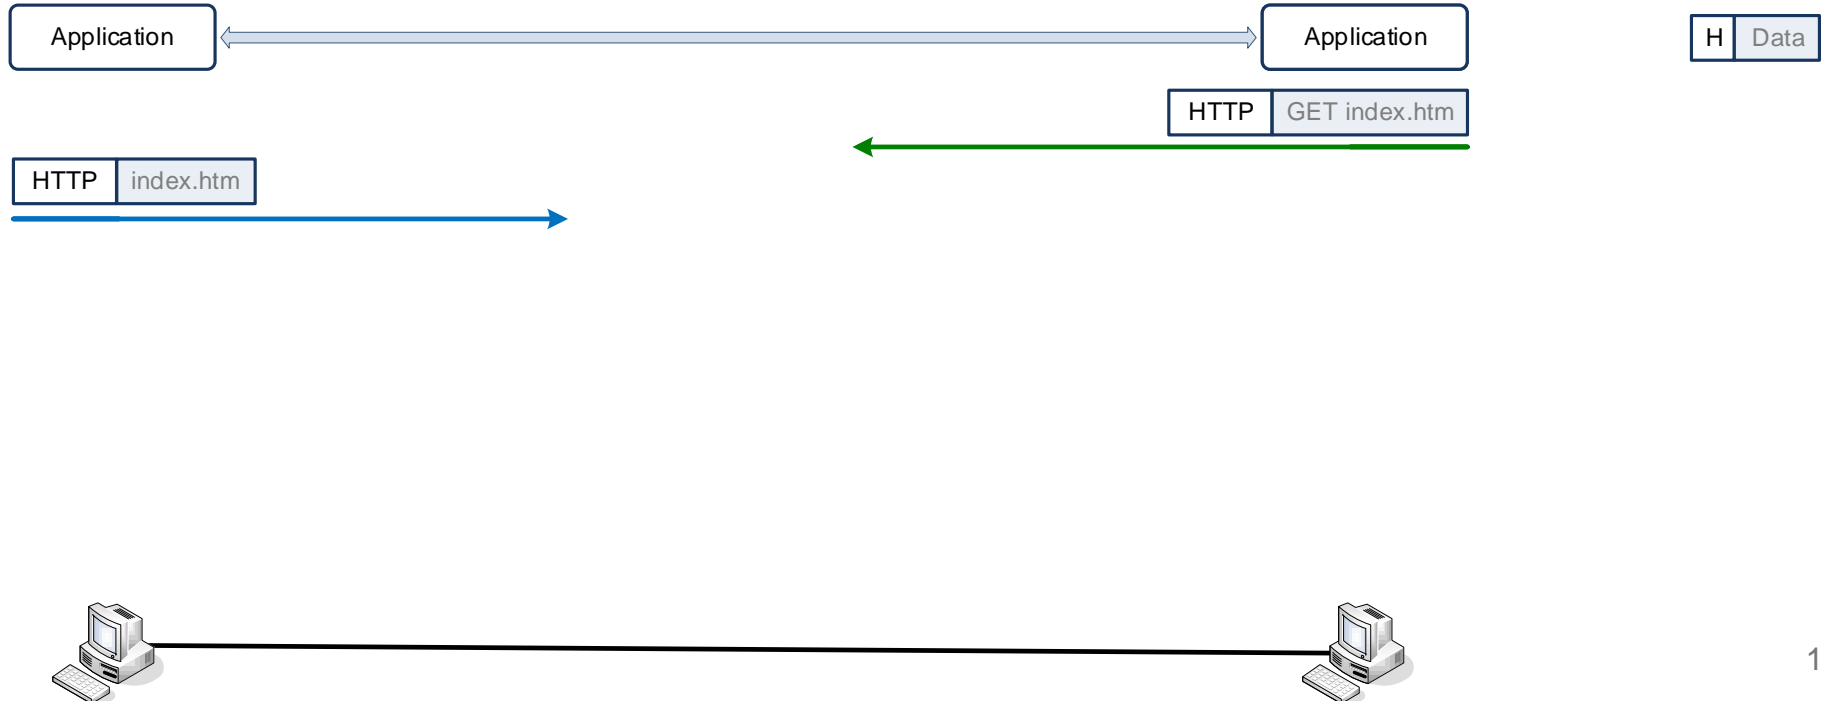 Application
Application
H Data
HTTP GET index.htm
HTTP index.htm
1